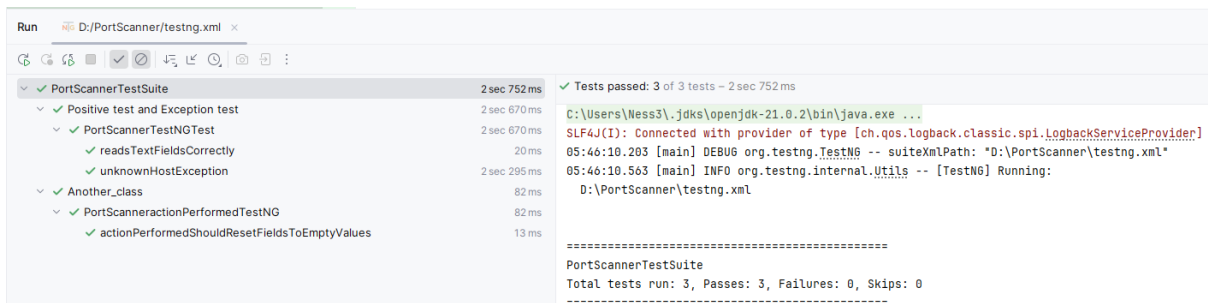 Run D:/PortScanner/testng.xml
PortScannerTestSuite 2 sec 752 ms
Positive test and Exception test 2 sec 670 ms
PortScannerTestNGTest 2 sec 670 ms
readsTextFieldsCorrectly 20 ms
unknownHostException 2 sec 295 ms
Another_class 82 ms
PortScanneractionPerformedTestNG 82 ms
actionPerformedShouldResetFieldsToEmptyValues 13 ms
Tests passed: 3 of 3 tests – 2 sec 752 ms
C:\Users\Ness3\.jdks\openjdk-21.0.2\bin\java.exe ...
SLF4J(I): Connected with provider of type [ch.qos.logback.classic.spi.LogbackServiceProvider]
05:46:10.203 [main] DEBUG org.testng.TestNG -- suiteXmlPath: "D:\PortScanner\testng.xml"
05:46:10.563 [main] INFO org.testng.internal.Utils -- [TestNG] Running:
D:\PortScanner\testng.xml
===============================================
PortScannerTestSuite
Total tests run: 3, Passes: 3, Failures: 0, Skips: 0
===============================================